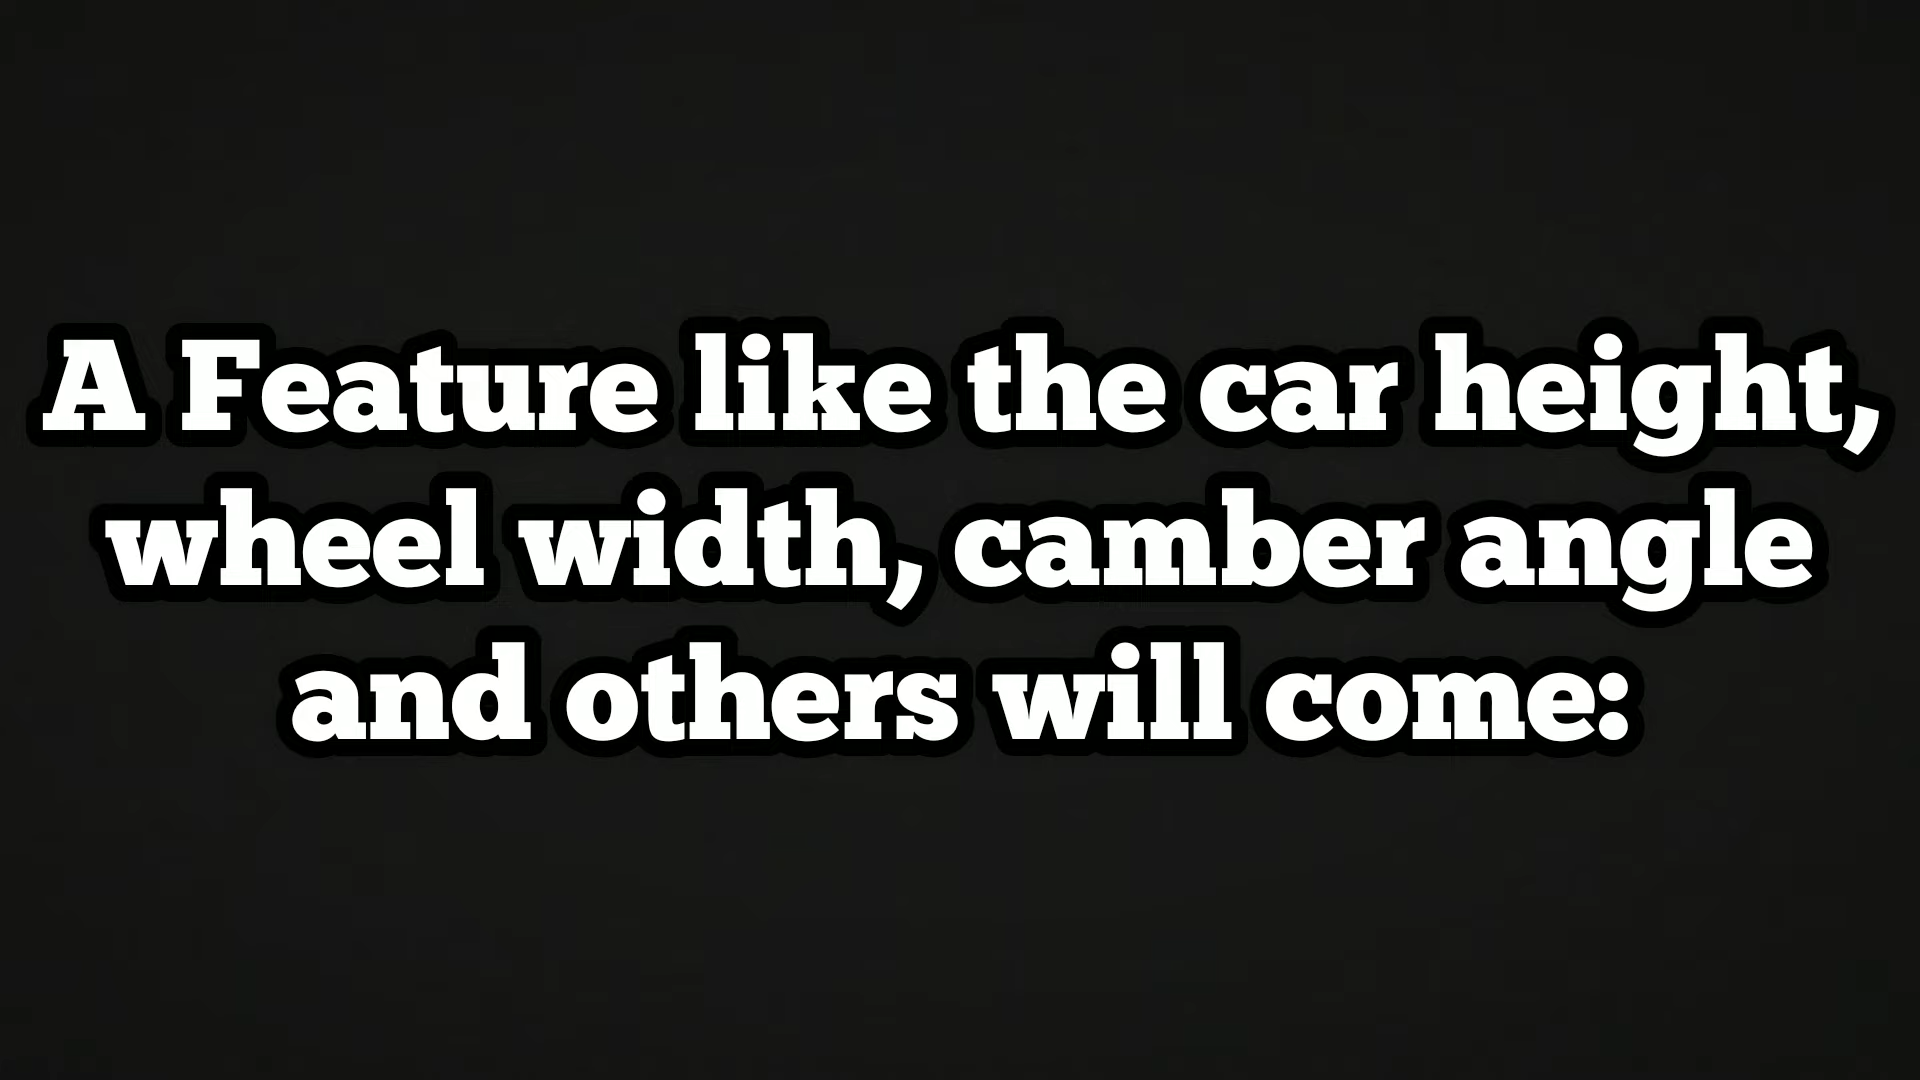 A Feature like the car height,
wheel width, camber angle
and others will come: